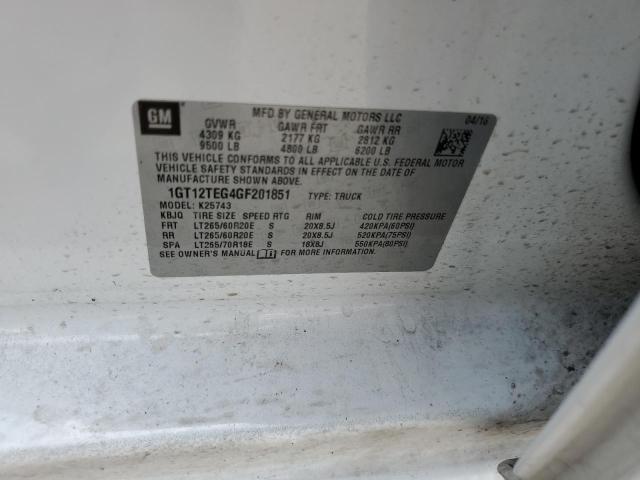 GM
MFD BY GENERAL MOTORS LLC 04/16
GVWR GAWR FRT GAWR RR
4309 KG 2177 KG 2812 KG
9500 LB 4800 LB 6200 LB
THIS VEHICLE CONFORMS TO ALL APPLICABLE U.S. FEDERAL MOTOR
VEHICLE SAFETY STANDARDS IN EFFECT ON THE DATE OF
MANUFACTURE SHOWN ABOVE.
1GT12TEG4GF201851 TYPE: TRUCK
MODEL: K25743
KBJQ TIRE SIZE SPEED RTG RIM COLD TIRE PRESSURE
FRT LT265/60R20E S 20X8.5J 420KPA(60PSI)
RR LT265/60R20E S 20X8.5J 520KPA(75PSI)
SPA LT265/70R18E S 18X8J 550KPA(80PSI)
SEE OWNER'S MANUAL FOR MORE INFORMATION.